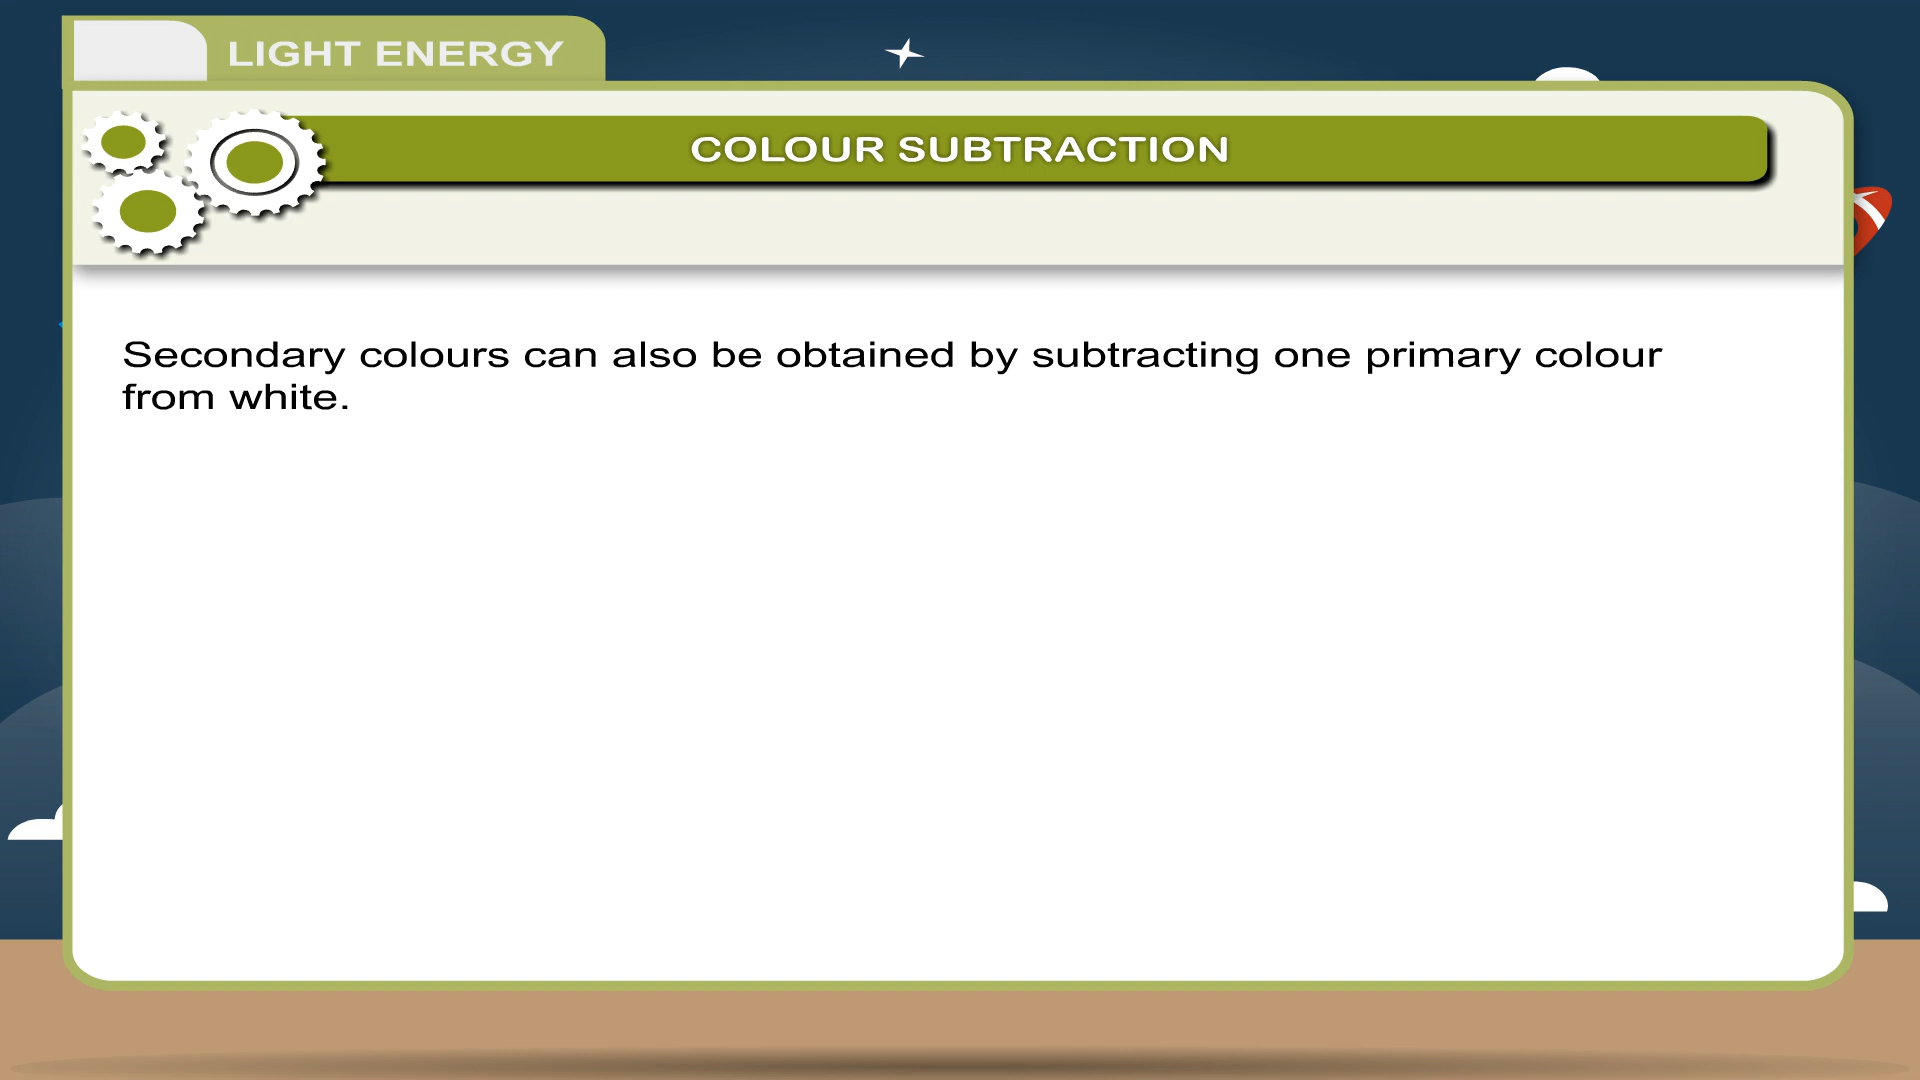 LIGHT ENERGY
COLOUR SUBTRACTION
Secondary colours can also be obtained by subtracting one primary colour
from white.